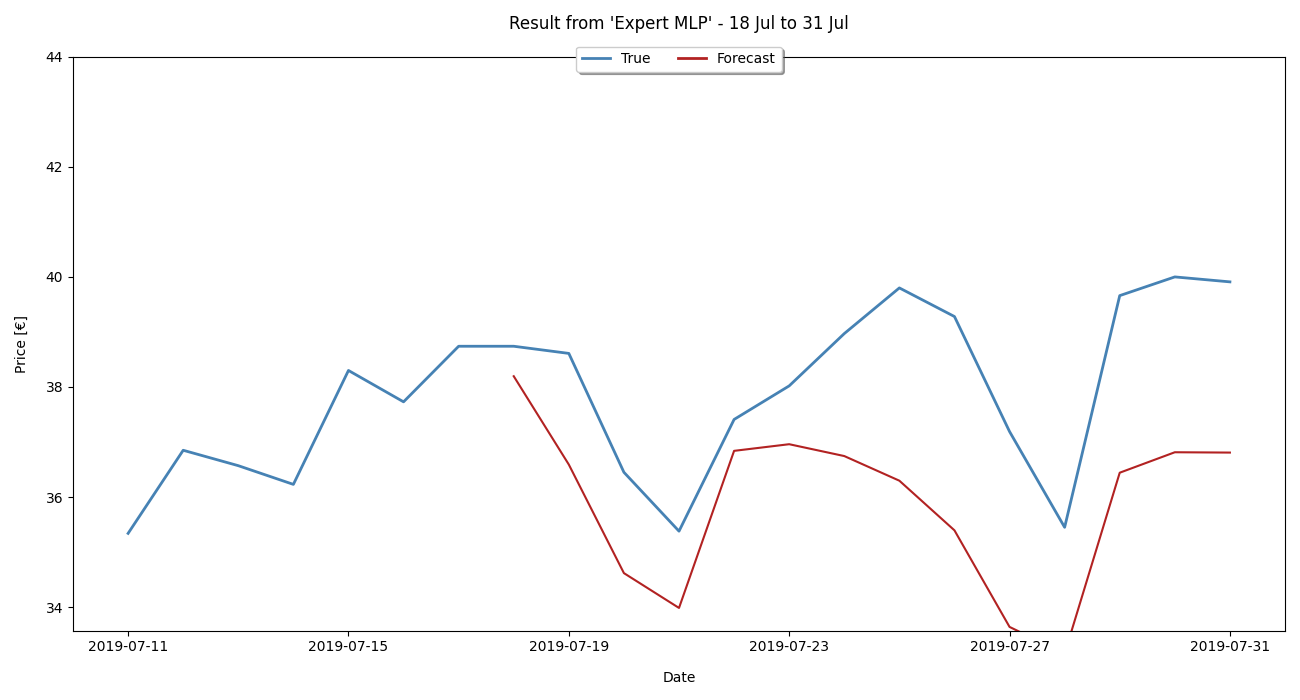 Result from 'Expert MLP' - 18 Jul to 31 Jul
True Forecast
44
42
40
38
36
34
Price [€]
2019-07-11 2019-07-15 2019-07-19 2019-07-23 2019-07-27 2019-07-31
Date